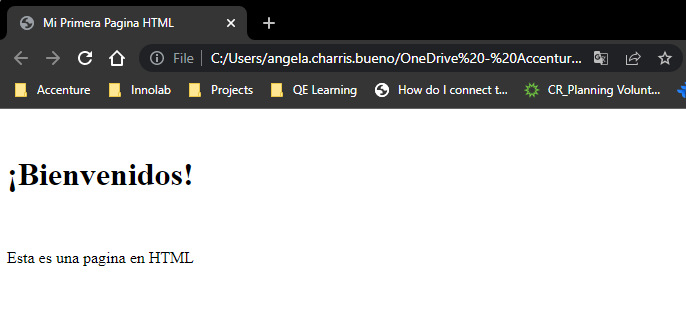 Mi Primera Pagina HTML
File C:/Users/angela.charris.bueno/OneDrive%20-%20Accentur...
Accenture Innolab Projects QE Learning How do I connect t... CR_Planning Volunt...
¡Bienvenidos!
Esta es una pagina en HTML